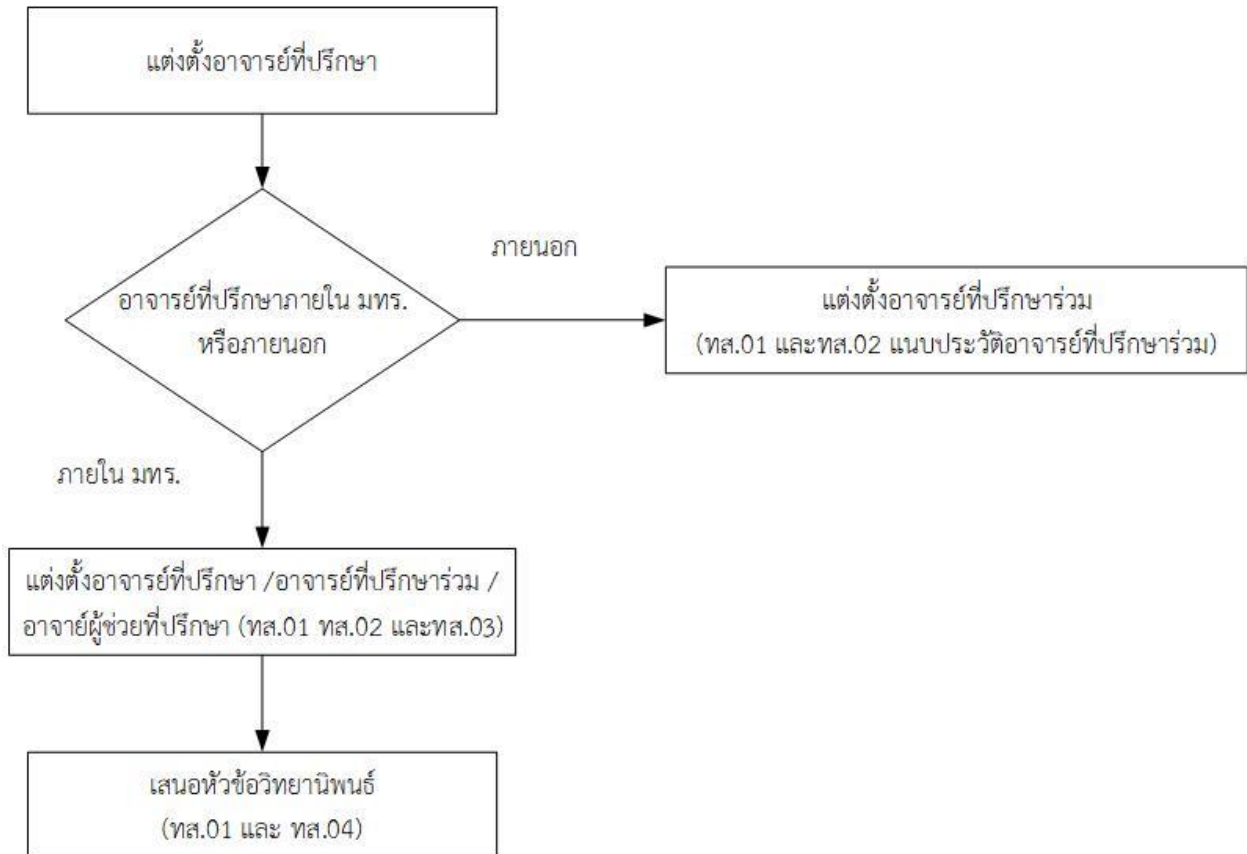 แต่งตั้งอาจารย์ที่ปรึกษา
อาจารย์ที่ปรึกษาภายใน มทร.
หรือภายนอก
ภายนอก
แต่งตั้งอาจารย์ที่ปรึกษาร่วม
(ทส.01 และทส.02 แนบประวัติอาจารย์ที่ปรึกษาร่วม)
ภายใน มทร.
แต่งตั้งอาจารย์ที่ปรึกษา /อาจารย์ที่ปรึกษาร่วม /
อาจาย์ผู้ช่วยที่ปรึกษา (ทส.01 ทส.02 และทส.03)
เสนอหัวข้อวิทยานิพนธ์
(ทส.01 และ ทส.04)